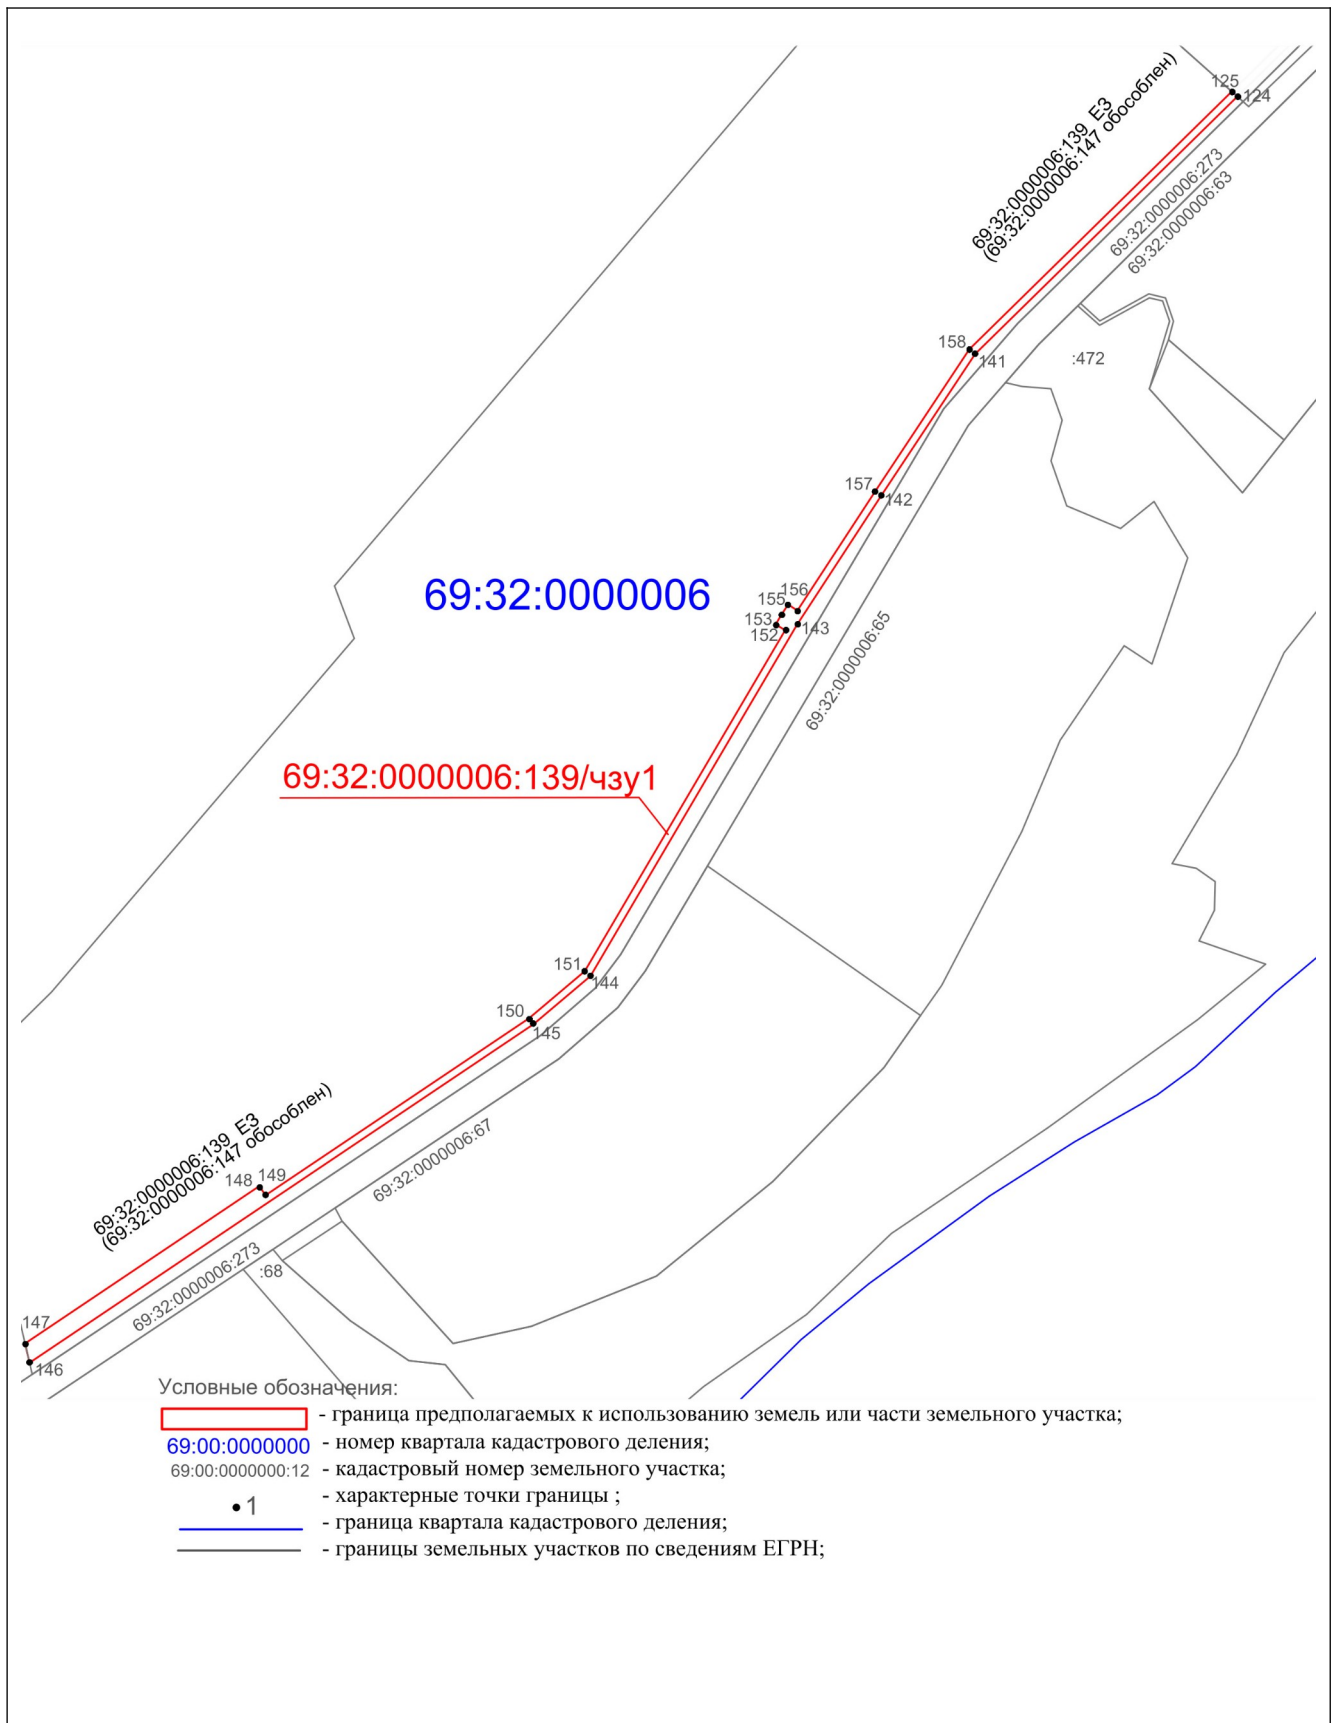 125
124
69:32:0000006:139 ЕЗ
(69:32:0000006:147 обособлен)
69:32:0000006:273
69:32:0000006:63
158
141
:472
157
142
69:32:0000006
156
155
153
152
143
69:32:0000006:65
69:32:0000006:139/чзу1
151
144
150
145
69:32:0000006:139 ЕЗ
(69:32:0000006:147 обособлен)
69:32:0000006:67
148
149
69:32:0000006:273
:68
147
146
Условные обозначения:
- граница предполагаемых к использованию земель или части земельного участка;
69:00:0000000 - номер квартала кадастрового деления;
69:00:0000000:12 - кадастровый номер земельного участка;
1 - характерные точки границы ;
- граница квартала кадастрового деления;
- границы земельных участков по сведениям ЕГРН;